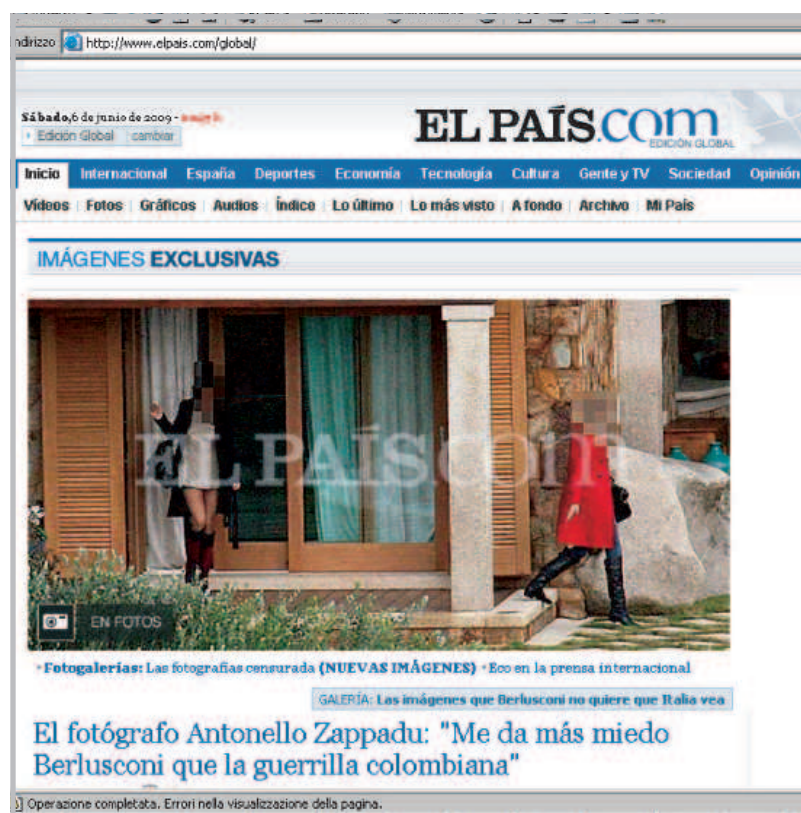 ndirizzo http://www.elpais.com/global/
Sábado, 6 de junio de 2009 -
Edición Global cambiar
EL PAÍS.COM
EDICIÓN GLOBAL
Inicio Internacional España Deportes Economía Tecnología Cultura Gente y TV Sociedad Opinión
Vídeos Fotos Gráficos Audios Índice Lo último Lo más visto A fondo Archivo Mi País
IMÁGENES EXCLUSIVAS
EL PAÍS.com
EN FOTOS
Fotogalerías: Las fotografías censurada (NUEVAS IMÁGENES) Eco en la prensa internacional
GALERÍA: Las imágenes que Berlusconi no quiere que Italia vea
El fotógrafo Antonello Zappadu: "Me da más miedo
Berlusconi que la guerrilla colombiana"
Operazione completata. Errori nella visualizzazione della pagina.